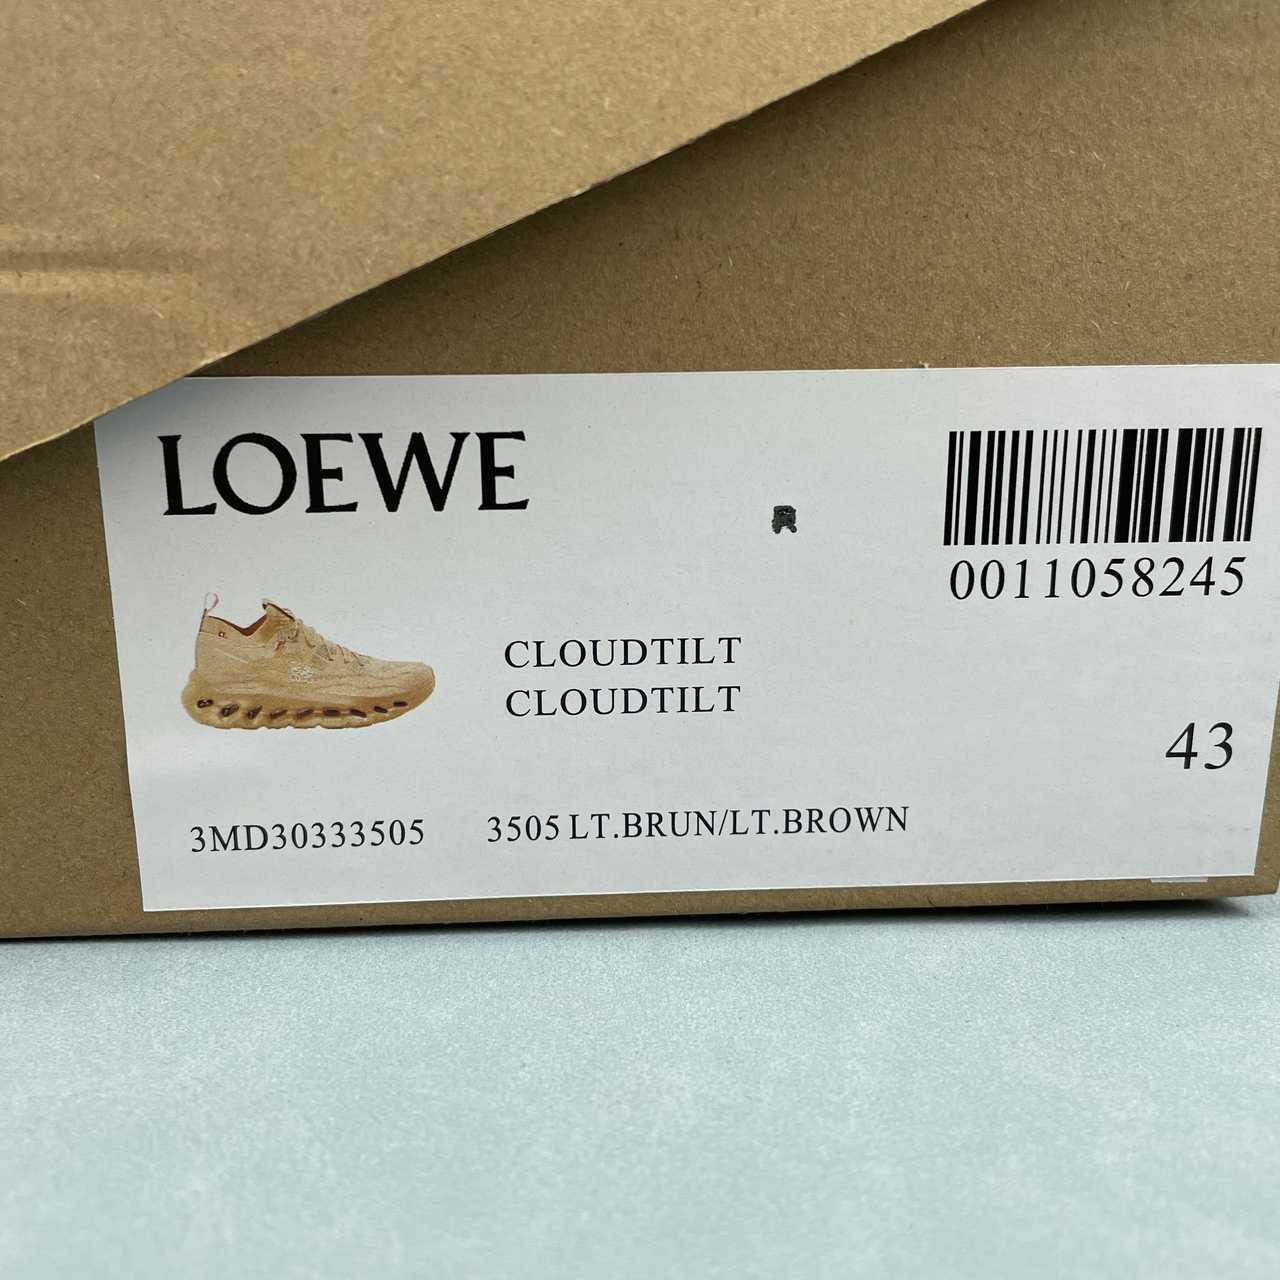 LOEWE
0011058245
CLOUDTILT
CLOUDTILT
43
3MD30333505 3505 LT.BRUN/LT.BROWN